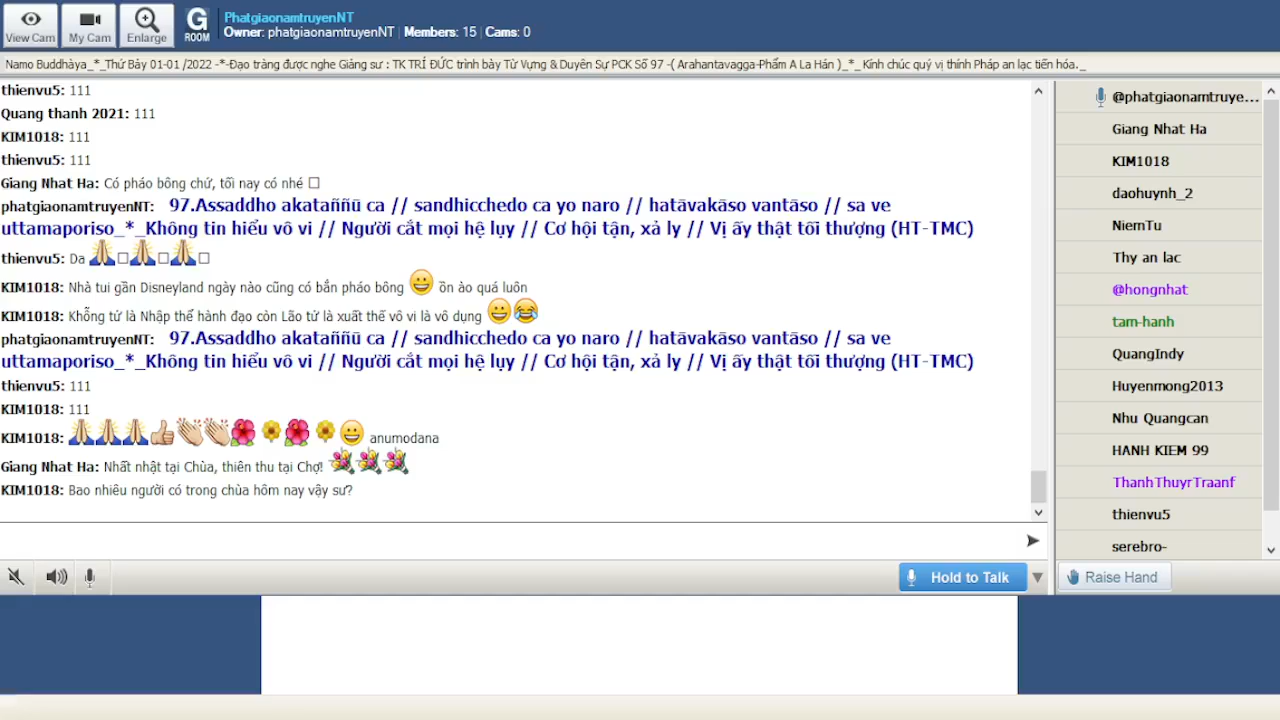 View Cam
My Cam
Enlarge
G
ROOM
PhatgiaonamtruyenNT
Owner: phatgiaonamtruyenNT | Members: 15 | Cams: 0
Namo Buddhàya_*_Thứ Bảy 01-01 /2022 -*-Đạo tràng được nghe Giảng sư : TK TRÍ ĐỨC trình bày Từ Vựng & Duyên Sự PCK Số 97 -( Arahantavagga-Phẩm A La Hán )_*_ Kính chúc quý vị thính Pháp an lạc tiến hóa._
thienvu5: 111
Quang thanh 2021: 111
KIM1018: 111
thienvu5: 111
Giang Nhat Ha: Có pháo bông chứ, tối nay có nhé □
phatgiaonamtruyenNT: 97.Assaddho akataññū ca // sandhicchedo ca yo naro // hatāvakāso vantāso // sa ve
uttamaporiso_*_Không tin hiểu vô vi // Người cắt mọi hệ lụy // Cơ hội tận, xả ly // Vị ấy thật tối thượng (HT-TMC)
thienvu5: Da 🙏□🙏□🙏□
KIM1018: Nhà tui gần Disneyland ngày nào cũng có bắn pháo bông 😀 ồn ào quá luôn
KIM1018: Khổng tử là Nhập thế hành đạo còn Lão tử là xuất thế vô vi là vô dụng 😀😂
phatgiaonamtruyenNT: 97.Assaddho akataññū ca // sandhicchedo ca yo naro // hatāvakāso vantāso // sa ve
uttamaporiso_*_Không tin hiểu vô vi // Người cắt mọi hệ lụy // Cơ hội tận, xả ly // Vị ấy thật tối thượng (HT-TMC)
thienvu5: 111
KIM1018: 111
KIM1018: 🙏🙏🙏👍👏👏🌺🌼🌺🌼😀 anumodana
Giang Nhat Ha: Nhất nhật tại Chùa, thiên thu tại Chợ! 💐💐💐
KIM1018: Bao nhiêu người có trong chùa hôm nay vậy sư?
@phatgiaonamtruye...
Giang Nhat Ha
KIM1018
daohuynh_2
NiemTu
Thy an lac
@hongnhat
tam-hanh
QuangIndy
Huyenmong2013
Nhu Quangcan
HANH KIEM 99
ThanhThuyrTraanf
thienvu5
serebro-
Hold to Talk
Raise Hand